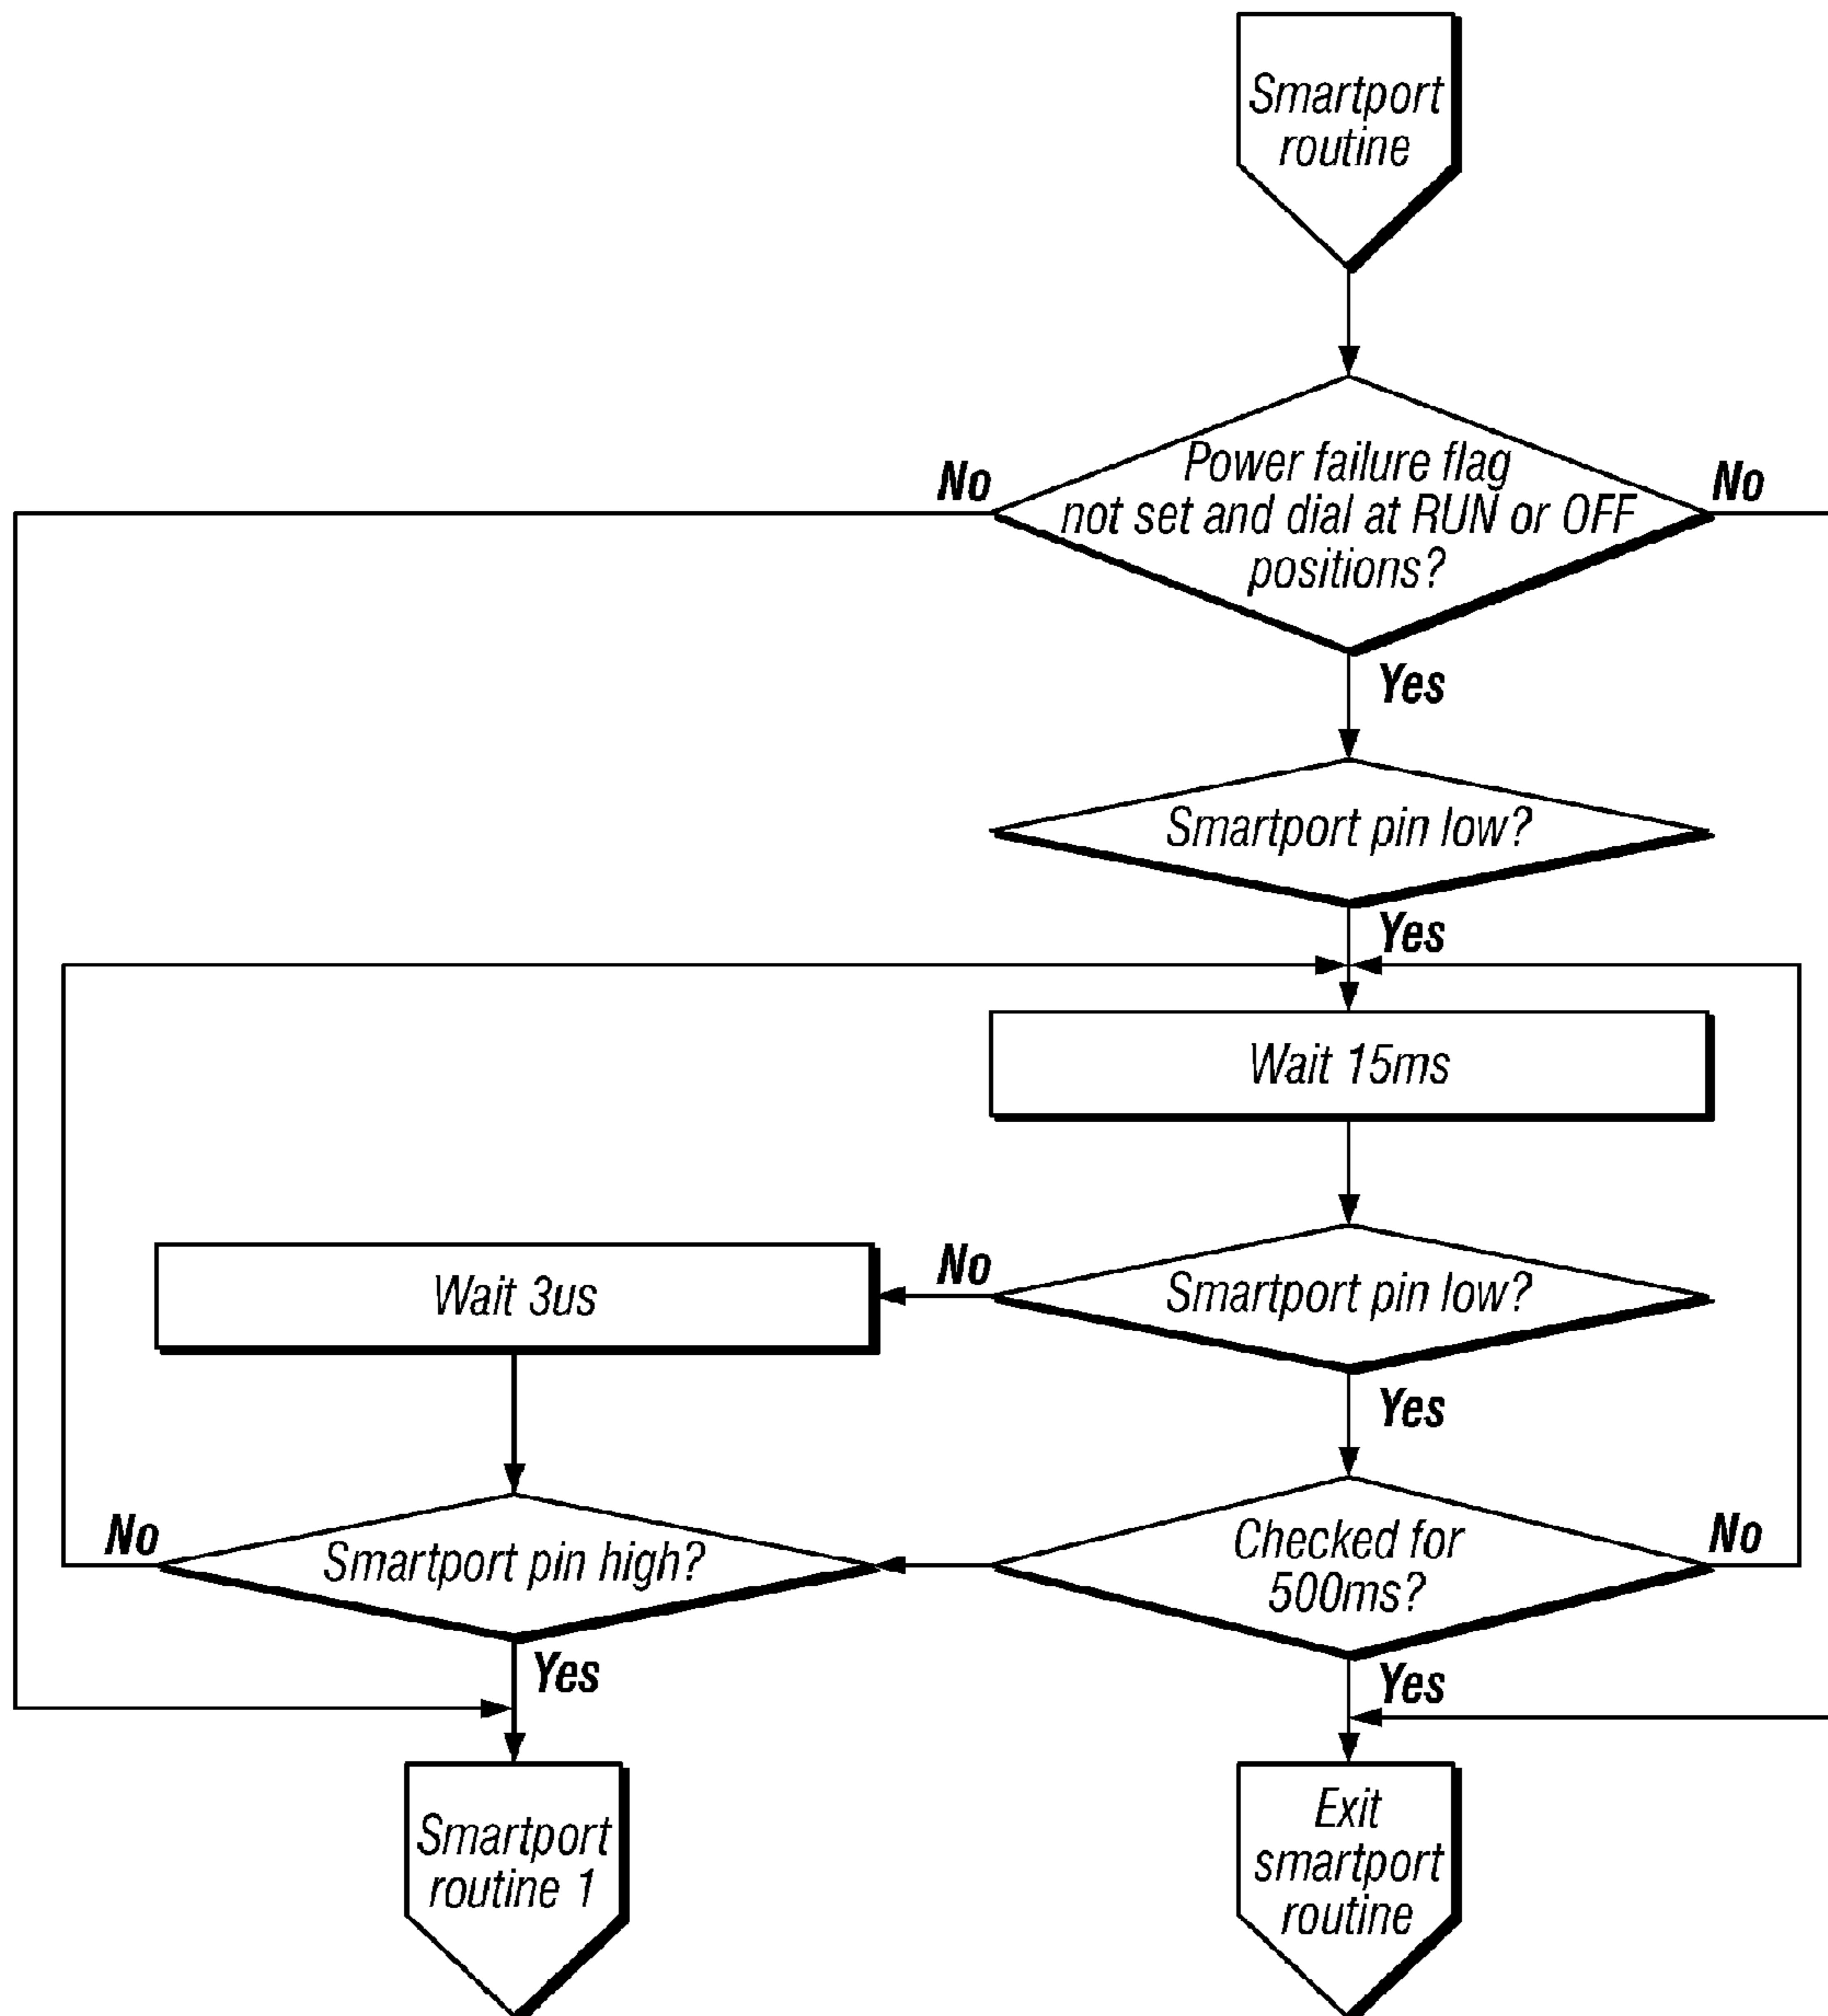 Smartport
routine
No
Power failure flag
not set and dial at RUN or OFF
positions?
No
Yes
Smartport pin low?
Yes
Wait 15ms
Wait 3us
No
Smartport pin low?
Yes
No
Smartport pin high?
Checked for
500ms?
No
Yes
Yes
Smartport
routine 1
Exit
smartport
routine